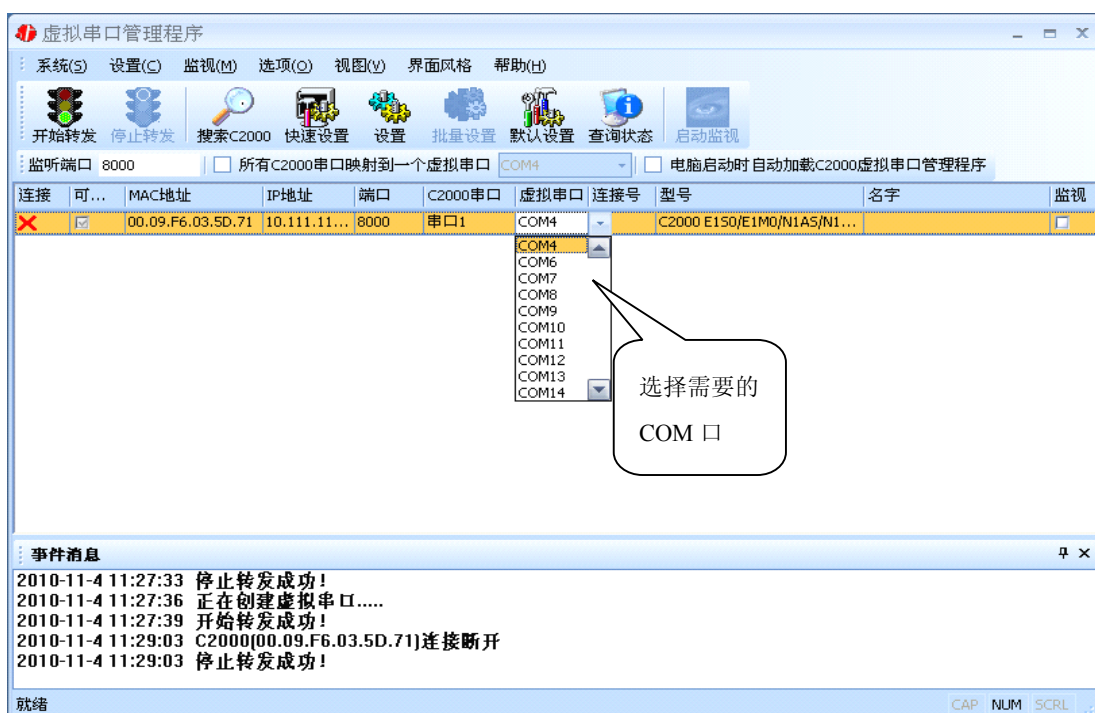 虚拟串口管理程序
系统(S) 设置(C) 监视(M) 选项(O) 视图(V) 界面风格 帮助(H)
开始转发 停止转发 搜索C2000 快速设置 设置 批量设置 默认设置 查询状态 启动监视
监听端口 8000 所有C2000串口映射到一个虚拟串口 COM4 电脑启动时自动加载C2000虚拟串口管理程序
连接 可... MAC地址 IP地址 端口 C2000串口 虚拟串口 连接号 型号 名字 监视
00.09.F6.03.5D.71 10.111.11... 8000 串口1 COM4 C2000 E1S0/E1M0/N1AS/N1...
COM4
COM6
COM7
COM8
COM9
COM10
COM11
COM12
COM13
COM14
选择需要的
COM 口
事件消息
2010-11-4 11:27:33 停止转发成功!
2010-11-4 11:27:36 正在创建虚拟串口.....
2010-11-4 11:27:39 开始转发成功!
2010-11-4 11:29:03 C2000(00.09.F6.03.5D.71)连接断开
2010-11-4 11:29:03 停止转发成功!
就绪 CAP NUM SCRL